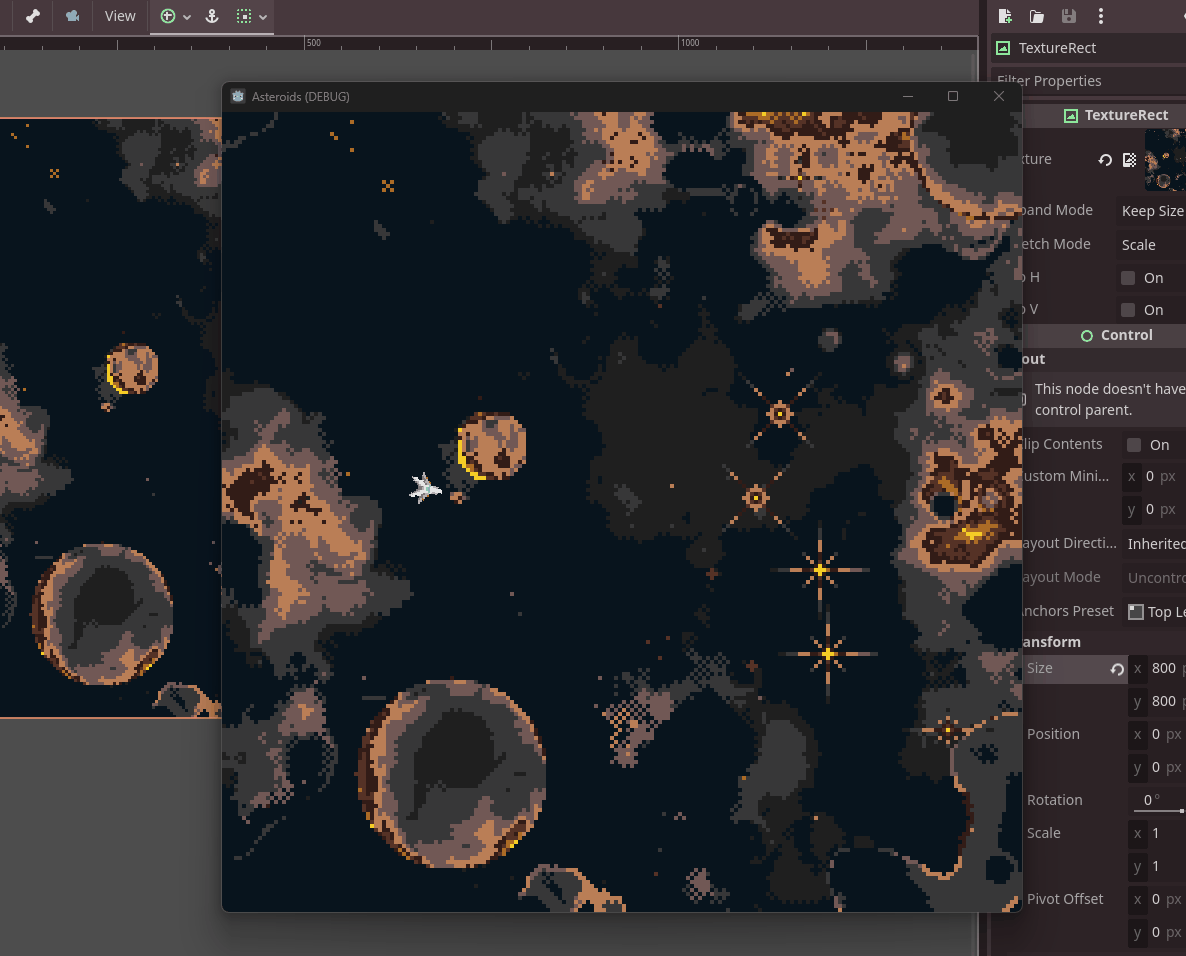 View
500
1000
TextureRect
Filter Properties
Asteroids (DEBUG)
TextureRect
xture
pand Mode
Keep Size
etch Mode
Scale
p H
On
p V
On
Control
out
This node doesn't have
control parent.
lip Contents
On
ustom Mini...
x 0 px
y 0 px
ayout Directi...
Inherited
ayout Mode
Uncontro
nchors Preset
Top Le
ansform
Size
x 800 p
y 800 p
Position
x 0 px
y 0 px
Rotation
0 °
Scale
x 1
y 1
Pivot Offset
x 0 px
y 0 px